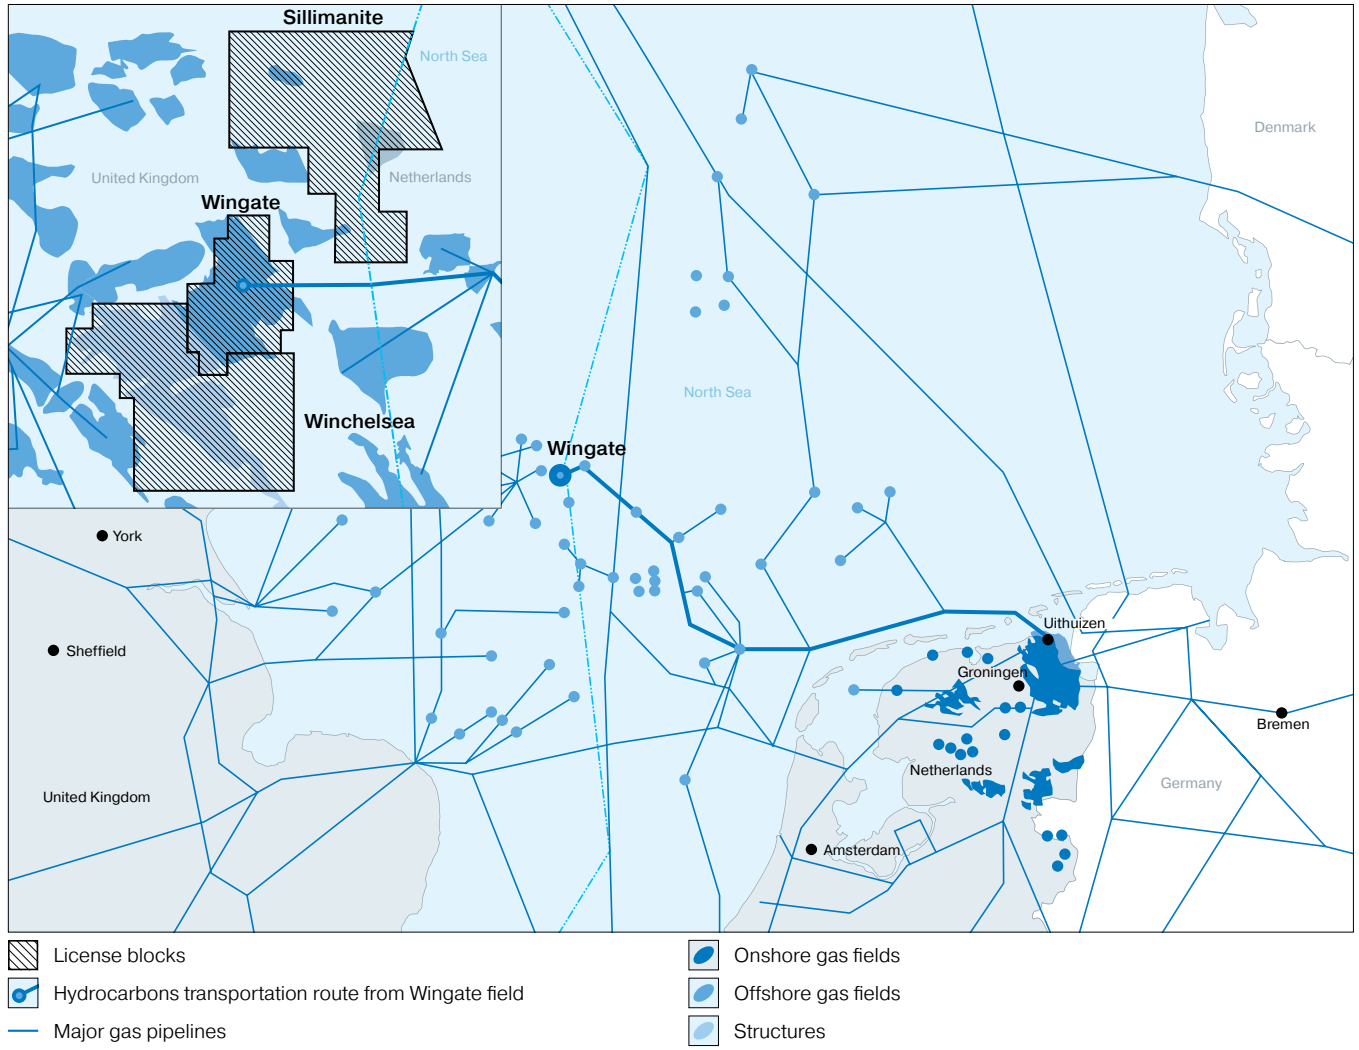 Sillimanite
North Sea
United Kingdom
Netherlands
Wingate
Winchelsea
Denmark
North Sea
Wingate
York
Sheffield
United Kingdom
Uithuizen
Groningen
Bremen
Netherlands
Germany
Amsterdam
License blocks
Hydrocarbons transportation route from Wingate field
Major gas pipelines
Onshore gas fields
Offshore gas fields
Structures